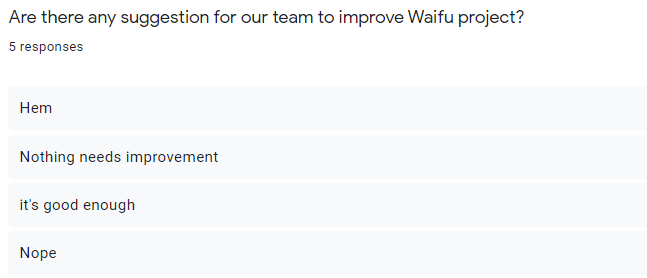 Are there any suggestion for our team to improve Waifu project?
5 responses
Hem
Nothing needs improvement
it's good enough
Nope